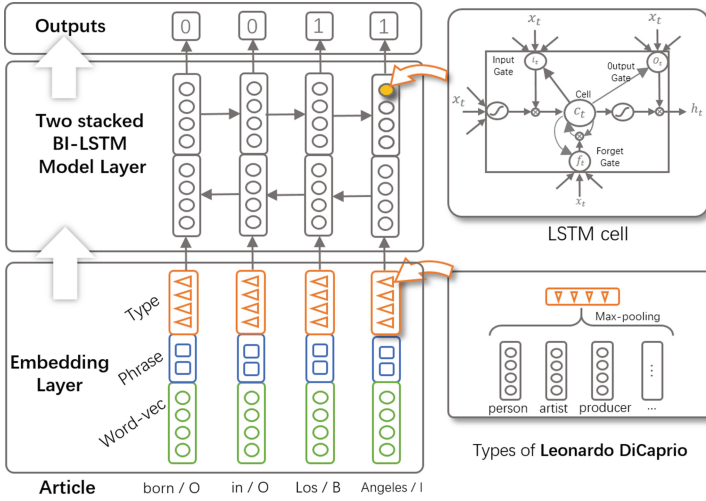 Outputs
0 0 1 1
Two stacked
BI-LSTM
Model Layer
Embedding
Layer
Type
Phrase
Word-vec
Article
born / O in / O Los / B Angeles / I
x_t x_t
Input
Gate
i_t
Output
Gate
o_t
Cell
x_t
c_t
h_t
Forget
Gate
f_t
x_t
LSTM cell
Max-pooling
person artist producer ...
Types of Leonardo DiCaprio